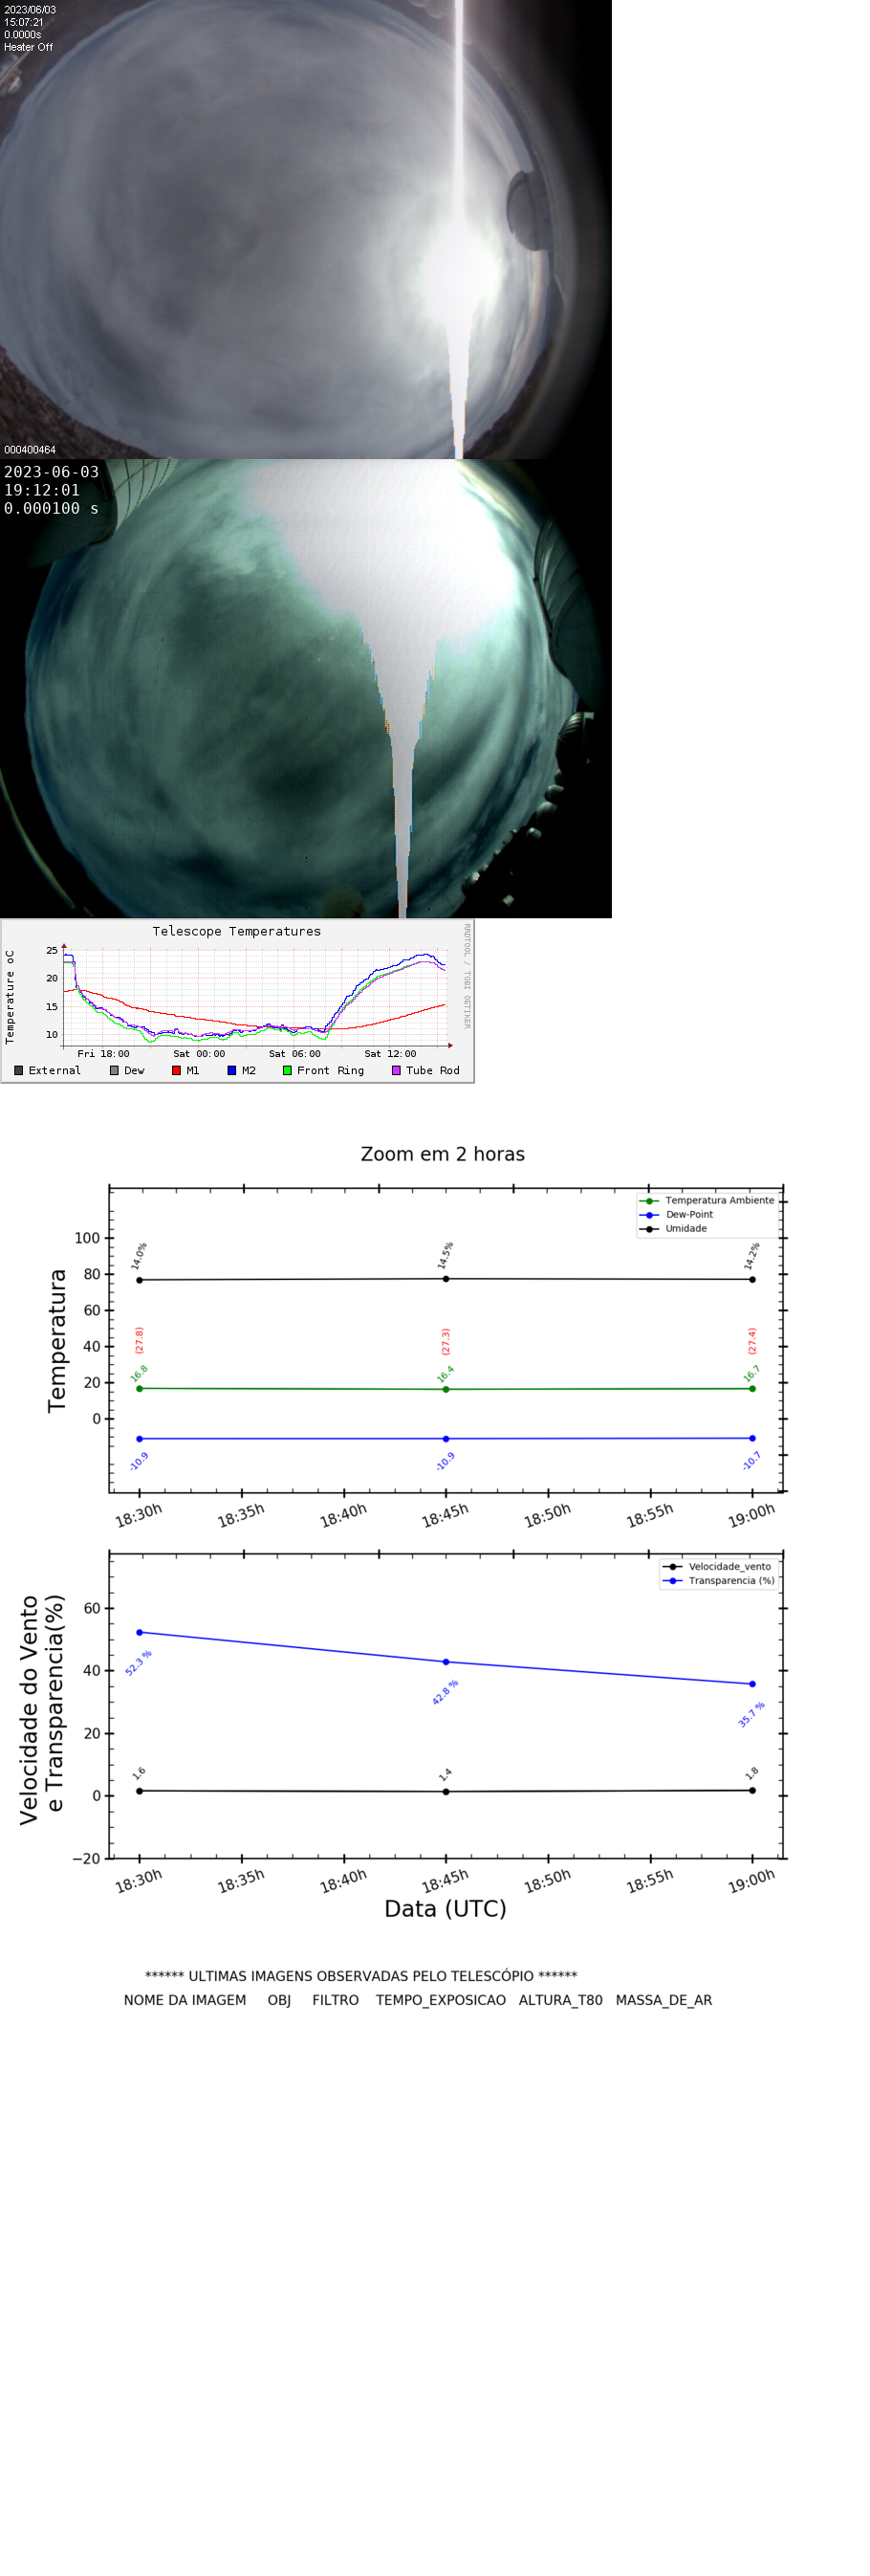 2023/06/03
15:07:21
0.0000s
Heater Off
000400464
2023-06-03
19:12:01
0.000100 s
Telescope Temperatures
RRDTOOL / TOBI OETIKER
Temperature oC
25
20
15
10
Fri 18:00 Sat 00:00 Sat 06:00 Sat 12:00
External Dew M1 M2 Front Ring Tube Rod
Zoom em 2 horas
Temperatura Ambiente
Dew-Point
Umidade
Temperatura
100
80
60
40
20
0
14.0% 14.5% 14.2%
(27.8) (27.3) (27.4)
16.8 16.4 16.7
-10.9 -10.9 -10.7
18:30h 18:35h 18:40h 18:45h 18:50h 18:55h 19:00h
Velocidade_vento
Transparencia (%)
Velocidade do Vento
e Transparencia(%)
60
40
20
0
−20
52.3 % 42.8 % 35.7 %
1.6 1.4 1.8
18:30h 18:35h 18:40h 18:45h 18:50h 18:55h 19:00h
Data (UTC)
****** ULTIMAS IMAGENS OBSERVADAS PELO TELESCÓPIO ******
NOME DA IMAGEM OBJ FILTRO TEMPO_EXPOSICAO ALTURA_T80 MASSA_DE_AR